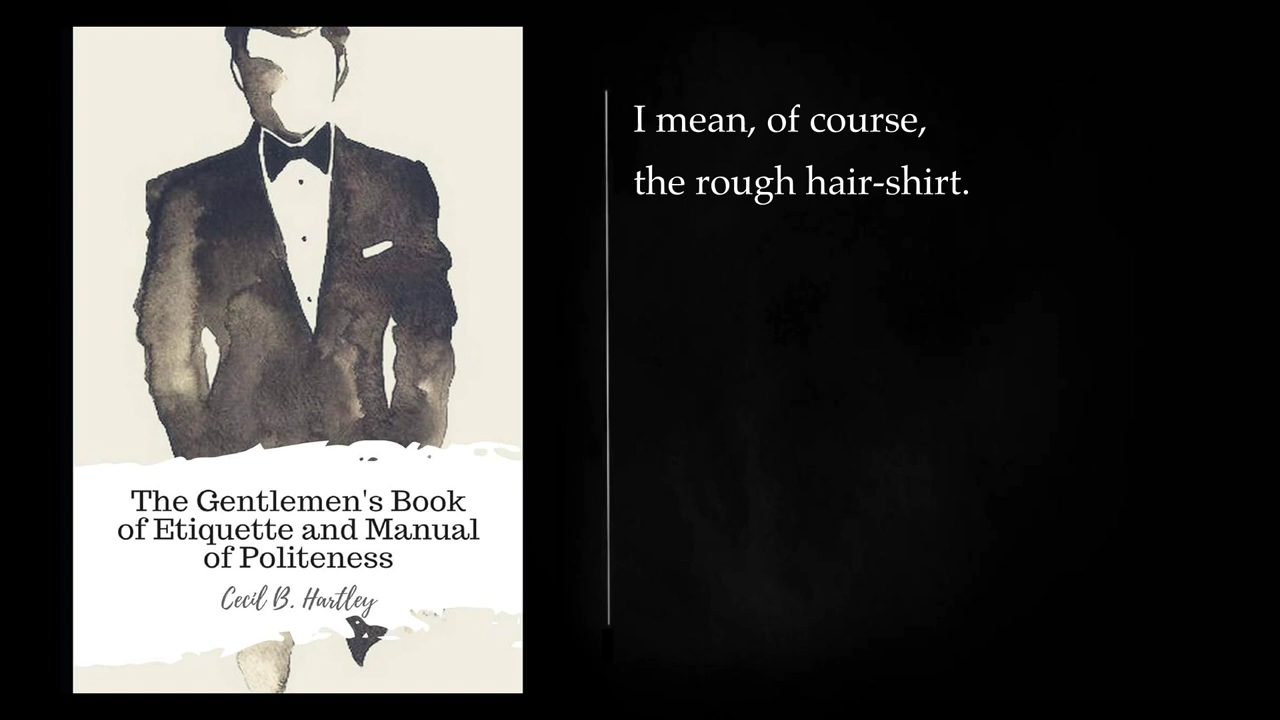 The Gentlemen's Book
of Etiquette and Manual
of Politeness
Cecil B. Hartley
I mean, of course,
the rough hair-shirt.